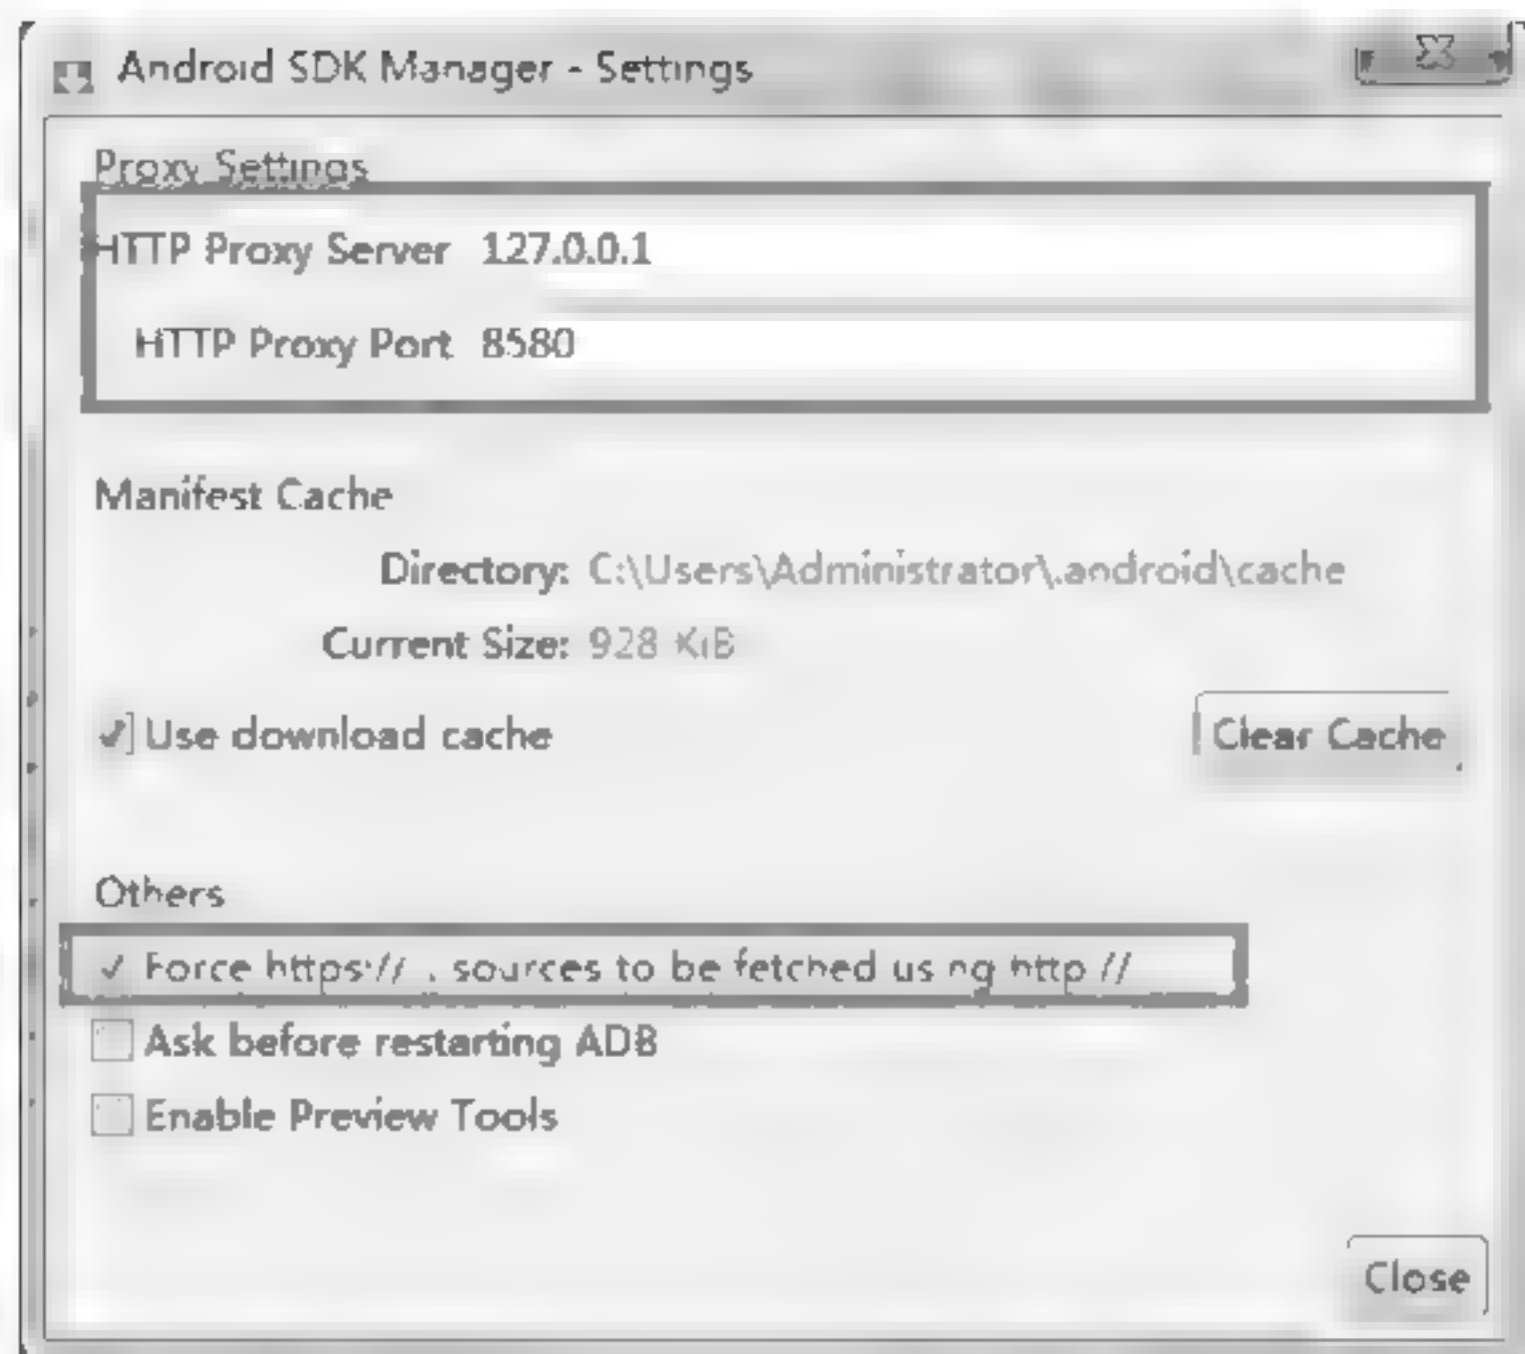 Android SDK Manager - Settings
Proxy Settings
HTTP Proxy Server 127.0.0.1
HTTP Proxy Port 8580
Manifest Cache
Directory: C:\Users\Administrator\.android\cache
Current Size: 928 KiB
Use download cache
Clear Cache
Others
Force https://... sources to be fetched using http://...
Ask before restarting ADB
Enable Preview Tools
Close